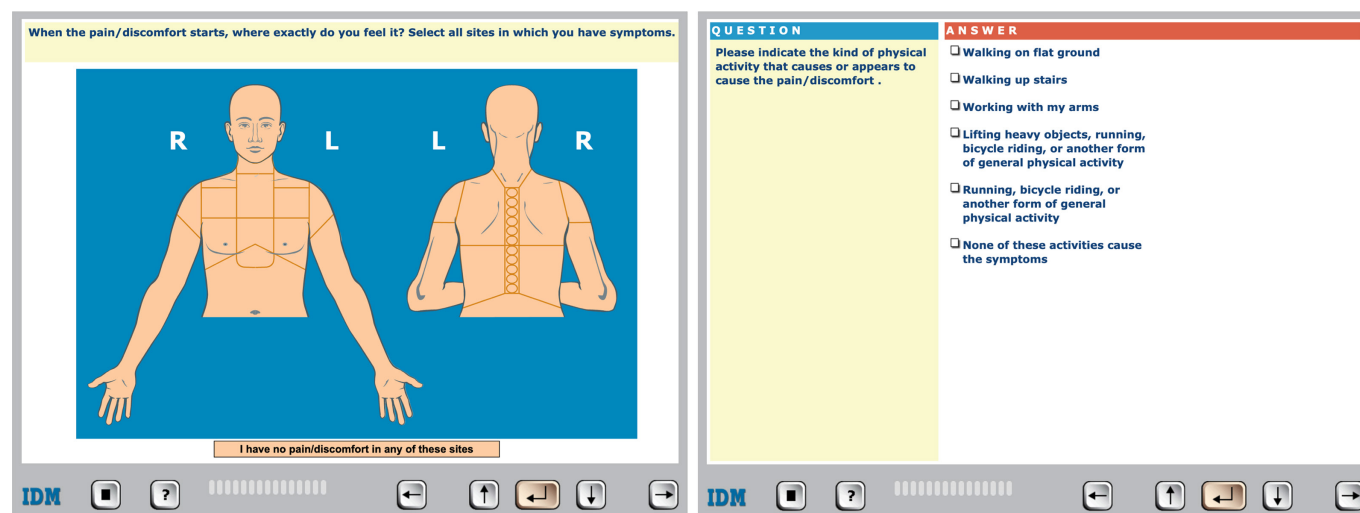 When the pain/discomfort starts, where exactly do you feel it? Select all sites in which you have symptoms.
R
L
L
R
I have no pain/discomfort in any of these sites
IDM
?
QUESTION
Please indicate the kind of physical
activity that causes or appears to
cause the pain/discomfort .
ANSWER
Walking on flat ground
Walking up stairs
Working with my arms
Lifting heavy objects, running,
bicycle riding, or another form
of general physical activity
Running, bicycle riding, or
another form of general
physical activity
None of these activities cause
the symptoms
IDM
?